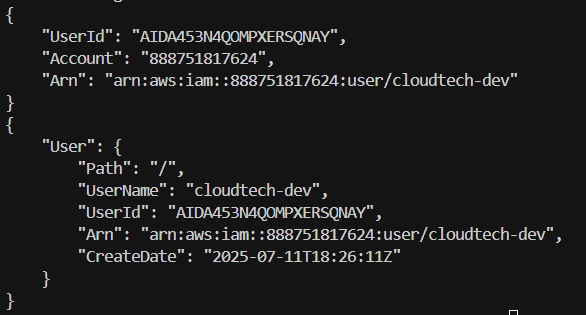 {
    "UserId": "AIDA453N4QOMPXERSQNAY",
    "Account": "888751817624",
    "Arn": "arn:aws:iam::888751817624:user/cloudtech-dev"
}
{
    "User": {
        "Path": "/",
        "UserName": "cloudtech-dev",
        "UserId": "AIDA453N4QOMPXERSQNAY",
        "Arn": "arn:aws:iam::888751817624:user/cloudtech-dev",
        "CreateDate": "2025-07-11T18:26:11Z"
    }
}